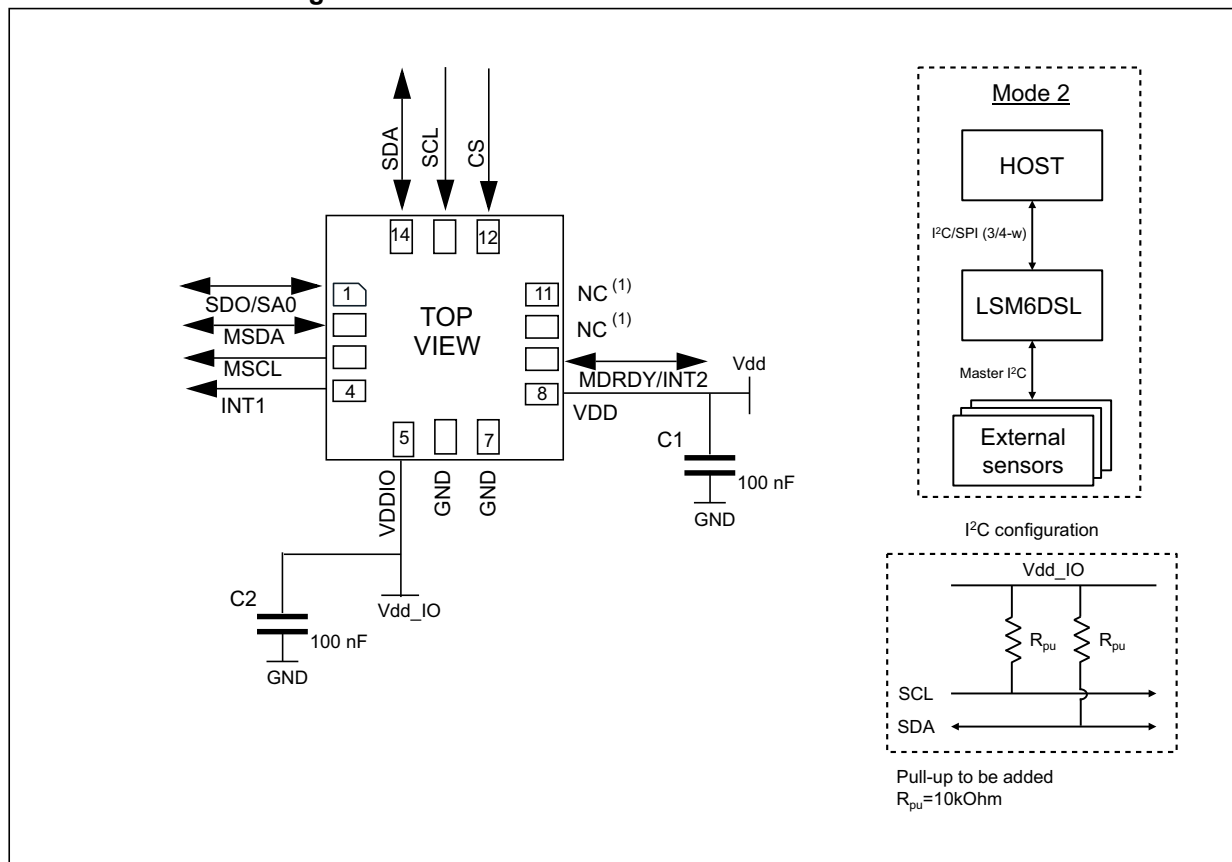 g
SDA
SCL
CS
14
12
1
11
NC (1)
SDO/SA0
TOP
VIEW
NC (1)
MSDA
MSCL
MDRDY/INT2
Vdd
INT1
4
8
VDD
5
7
C1
100 nF
GND
VDDIO
GND
GND
C2
100 nF
GND
Vdd_IO
Mode 2
HOST
I²C/SPI (3/4-w)
LSM6DSL
Master I²C
External
sensors
I²C configuration
Vdd_IO
Rpu
Rpu
SCL
SDA
Pull-up to be added
Rpu=10kOhm